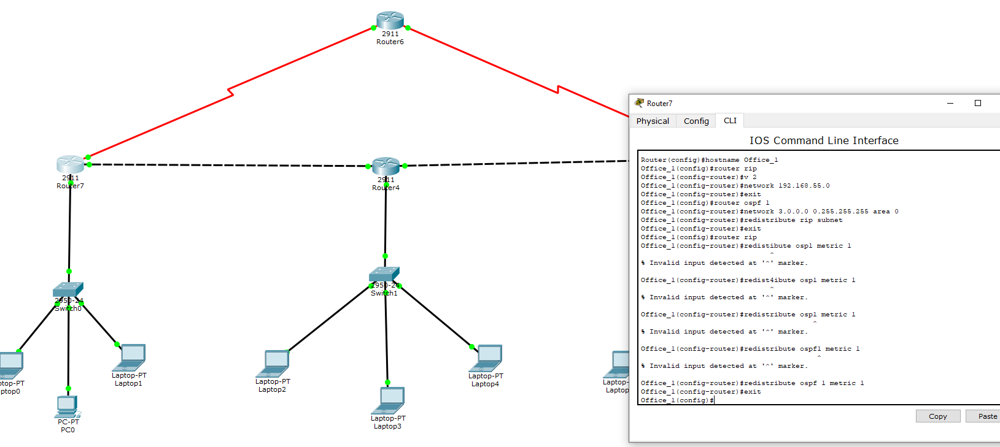 2911
Router6
2911
Router7
2911
Router4
2950-24
Switch0
2950-24
Switch1
ptop-PT
ptop0
Laptop-PT
Laptop1
PC-PT
PC0
Laptop-PT
Laptop2
Laptop-PT
Laptop3
Laptop-PT
Laptop4
Laptop-
Laptop
Router7
Physical Config CLI
IOS Command Line Interface
Router(config)#hostname Office_1
Office_1(config)#router rip
Office_1(config-router)#v 2
Office_1(config-router)#network 192.168.55.0
Office_1(config-router)#exit
Office_1(config)#router ospf 1
Office_1(config-router)#network 3.0.0.0 0.255.255.255 area 0
Office_1(config-router)#redistribute rip subnet
Office_1(config-router)#exit
Office_1(config)#router rip
Office_1(config-router)#redistibute osp1 metric 1
^
% Invalid input detected at '^' marker.
Office_1(config-router)#redist4ibute osp1 metric 1
^
% Invalid input detected at '^' marker.
Office_1(config-router)#redistribute osp1 metric 1
^
% Invalid input detected at '^' marker.
Office_1(config-router)#redistribute ospf1 metric 1
^
% Invalid input detected at '^' marker.
Office_1(config-router)#redistribute ospf 1 metric 1
Office_1(config-router)#exit
Office_1(config)#
Copy Paste